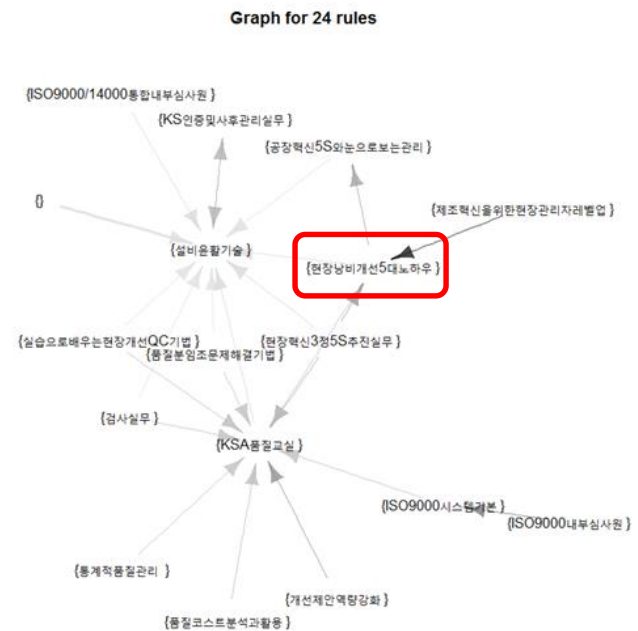 Graph for 24 rules
{ISO9000/14000통합내부심사원 }
{KS인증및사후관리실무 }
{공장혁신5S와눈으로보는관리 }
{}
{제조혁신을위한현장관리자레벨업 }
{설비윤활기술 }
{현장낭비개선5대노하우 }
{실습으로배우는현장개선QC기법 }
{현장혁신3정5S추진실무 }
{품질분임조문제해결기법 }
{검사실무 }
{KSA품질교실 }
{ISO9000시스템기본 }
{ISO9000내부심사원 }
{통계적품질관리 }
{개선제안역량강화 }
{품질코스트분석과활용 }